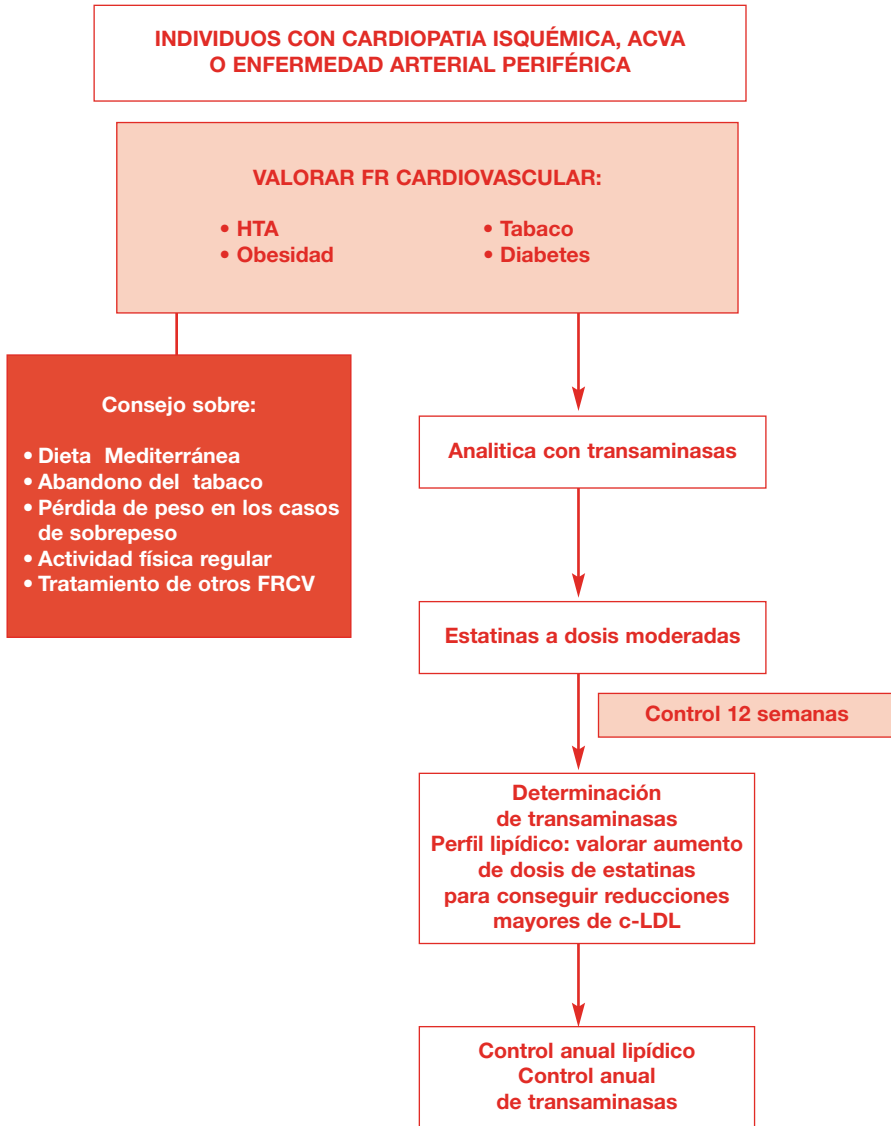 INDIVIDUOS CON CARDIOPATIA ISQUÉMICA, ACVA
O ENFERMEDAD ARTERIAL PERIFÉRICA
VALORAR FR CARDIOVASCULAR:
• HTA
• Obesidad
• Tabaco
• Diabetes
Consejo sobre:
• Dieta Mediterránea
• Abandono del tabaco
• Pérdida de peso en los casos
de sobrepeso
• Actividad física regular
• Tratamiento de otros FRCV
Analitica con transaminasas
Estatinas a dosis moderadas
Control 12 semanas
Determinación
de transaminasas
Perfil lipídico: valorar aumento
de dosis de estatinas
para conseguir reducciones
mayores de c-LDL
Control anual lipídico
Control anual
de transaminasas